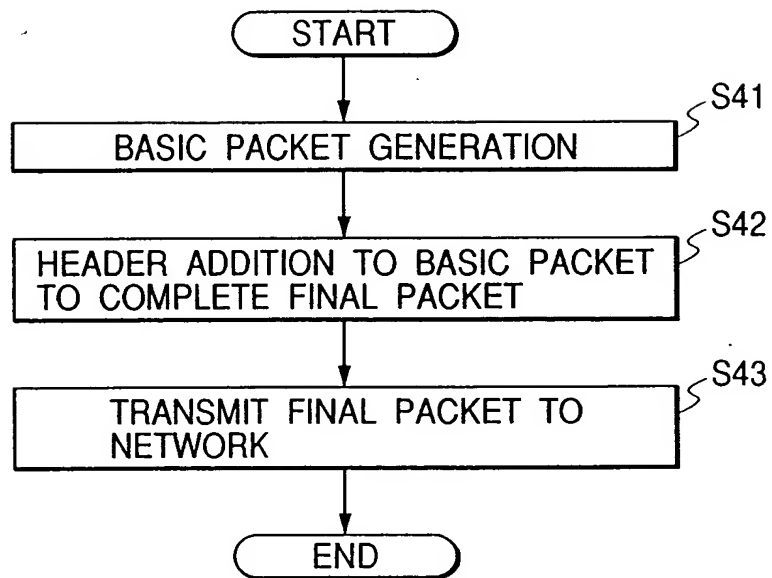 START
S41
BASIC PACKET GENERATION
S42
HEADER ADDITION TO BASIC PACKET
TO COMPLETE FINAL PACKET
S43
TRANSMIT FINAL PACKET TO
NETWORK
END